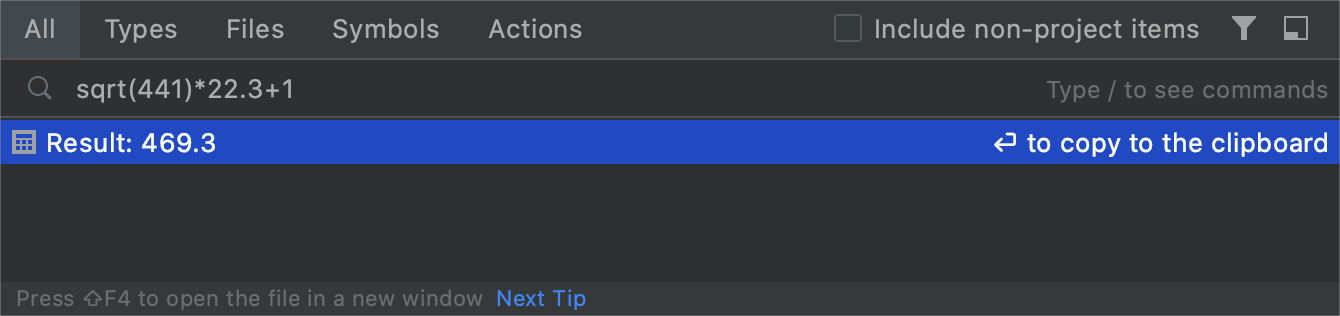 All Types Files Symbols Actions Include non-project items
sqrt(441)*22.3+1 Type / to see commands
Result: 469.3 ↩ to copy to the clipboard
Press ⇧F4 to open the file in a new window Next Tip